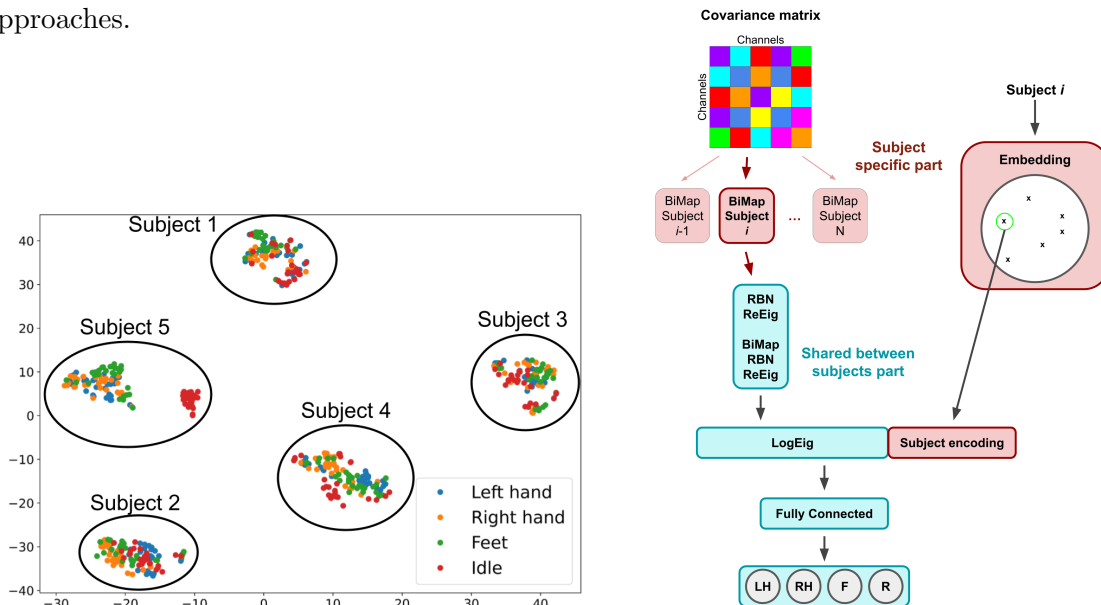 pproaches.
Subject 1
Subject 5
Subject 3
Subject 4
Subject 2
Left hand
Right hand
Feet
Idle
40
30
20
10
0
−10
−20
−30
−40
−30
−20
−10
0
10
20
30
40
Covariance matrix
Channels
Channels
Subject i
Subject
specific part
Embedding
x
x
x
x
x
x
BiMap
Subject
i-1
BiMap
Subject
i
...
BiMap
Subject
N
RBN
ReEig
BiMap
RBN
ReEig
Shared between
subjects part
LogEig
Subject encoding
Fully Connected
LH
RH
F
R